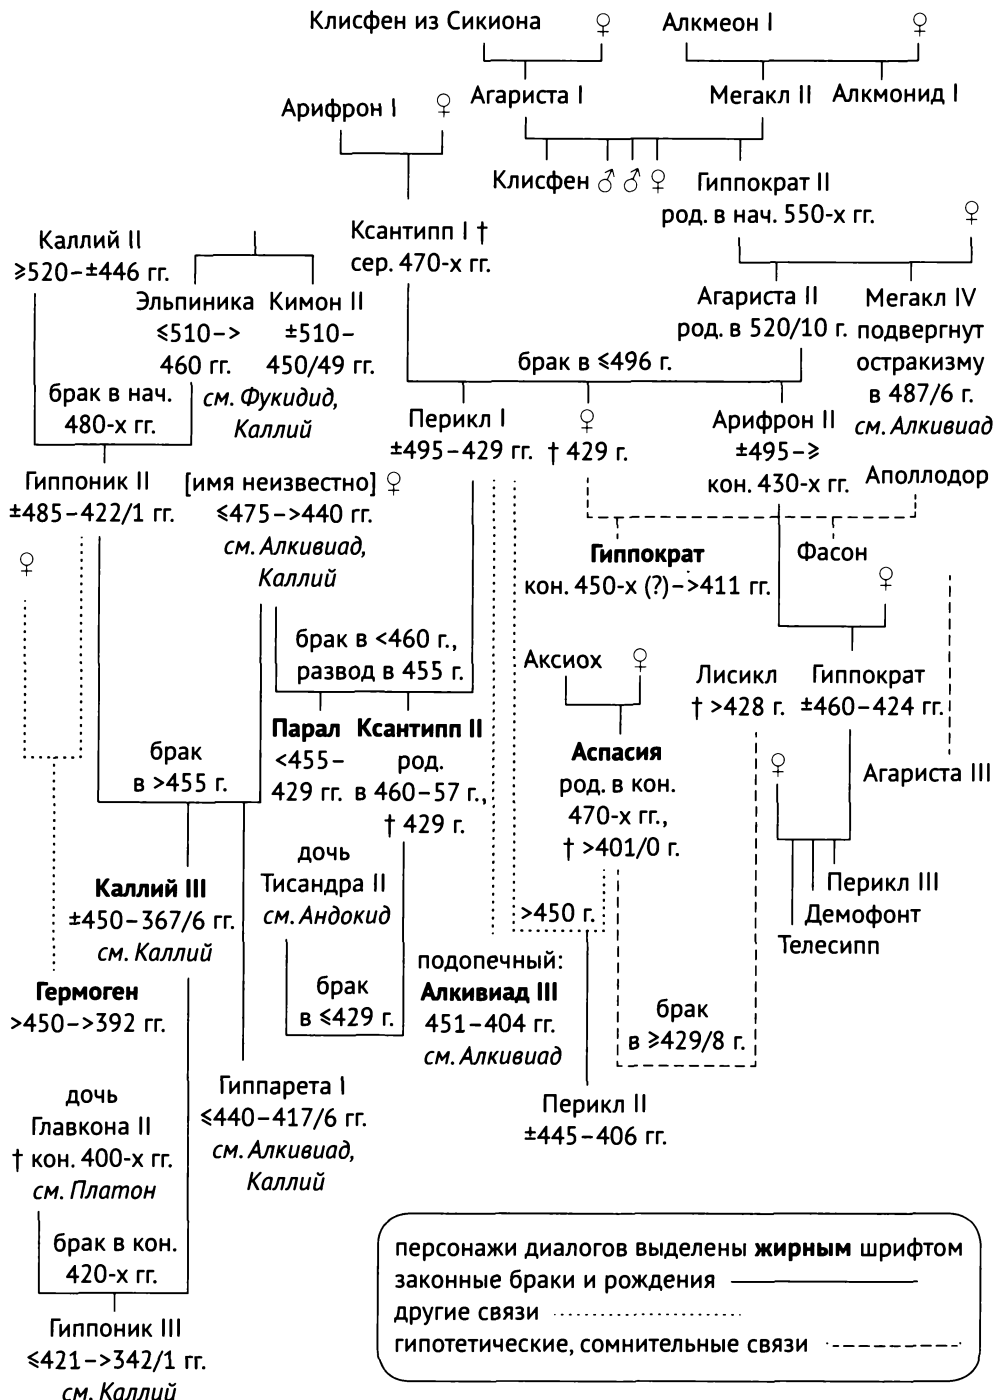 Клисфен из Сикиона ♀
Алкмеон I ♀
Агариста I
Мегакл II
Алкмонид I
Арифрон I ♀
Клисфен ♂ ♂ ♀
Гиппократ II
род. в нач. 550-х гг.
♀
Каллий II
⩾520–±446 гг.
Ксантипп I †
сер. 470-х гг.
Эльпиника
⩽510–>
460 гг.
Кимон II
±510–
450/49 гг.
см. Фукидид,
Каллий
Агариста II
род. в 520/10 г.
Мегакл IV
подвергнут
остракизму
в 487/6 г.
см. Алкивиад
брак в ⩽496 г.
брак в нач.
480-х гг.
Перикл I
±495–429 гг.
♀
† 429 г.
Арифрон II
±495–⩾
кон. 430-х гг.
Аполлодор
Гиппоник II
±485–422/1 гг.
[имя неизвестно] ♀
⩽475–>440 гг.
см. Алкивиад,
Каллий
♀
Гиппократ
кон. 450-х (?)–>411 гг.
Фасон
♀
брак в <460 г.,
развод в 455 г.
Аксиох ♀
Лисикл
† >428 г.
Гиппократ
±460–424 гг.
Парал
<455–
429 гг.
Ксантипп II
род.
в 460–57 г.,
† 429 г.
брак
в >455 г.
Аспасия
род. в кон.
470-х гг.,
† >401/0 г.
♀
Агариста III
дочь
Тисандра II
см. Андокид
Каллий III
±450–367/6 гг.
см. Каллий
>450 г.
Перикл III
Демофонт
Телесипп
подопечный:
Алкивиад III
451–404 гг.
см. Алкивиад
брак
в ⩽429 г.
Гермоген
>450–>392 гг.
брак
в ⩾429/8 г.
Гиппарета I
⩽440–417/6 гг.
см. Алкивиад,
Каллий
Перикл II
±445–406 гг.
дочь
Главкона II
† кон. 400-х гг.
см. Платон
брак в кон.
420-х гг.
Гиппоник III
⩽421–>342/1 гг.
см. Каллий
персонажи диалогов выделены жирным шрифтом
законные браки и рождения
другие связи
гипотетические, сомнительные связи